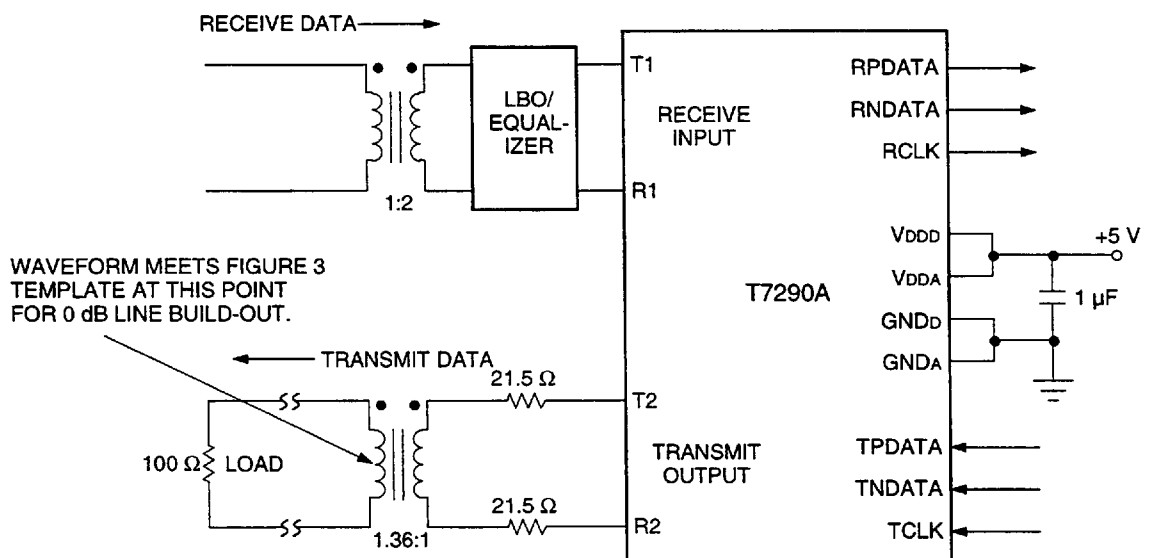 RECEIVE DATA
T1
LBO/
EQUAL-
IZER
RECEIVE
INPUT
R1
1:2
RPDATA
RNDATA
RCLK
VDDD
VDDA
+5 V
1 µF
GNDD
GNDA
T7290A
WAVEFORM MEETS FIGURE 3
TEMPLATE AT THIS POINT
FOR 0 dB LINE BUILD-OUT.
TRANSMIT DATA
21.5 Ω
T2
100 Ω
LOAD
TRANSMIT
OUTPUT
21.5 Ω
R2
1.36:1
TPDATA
TNDATA
TCLK